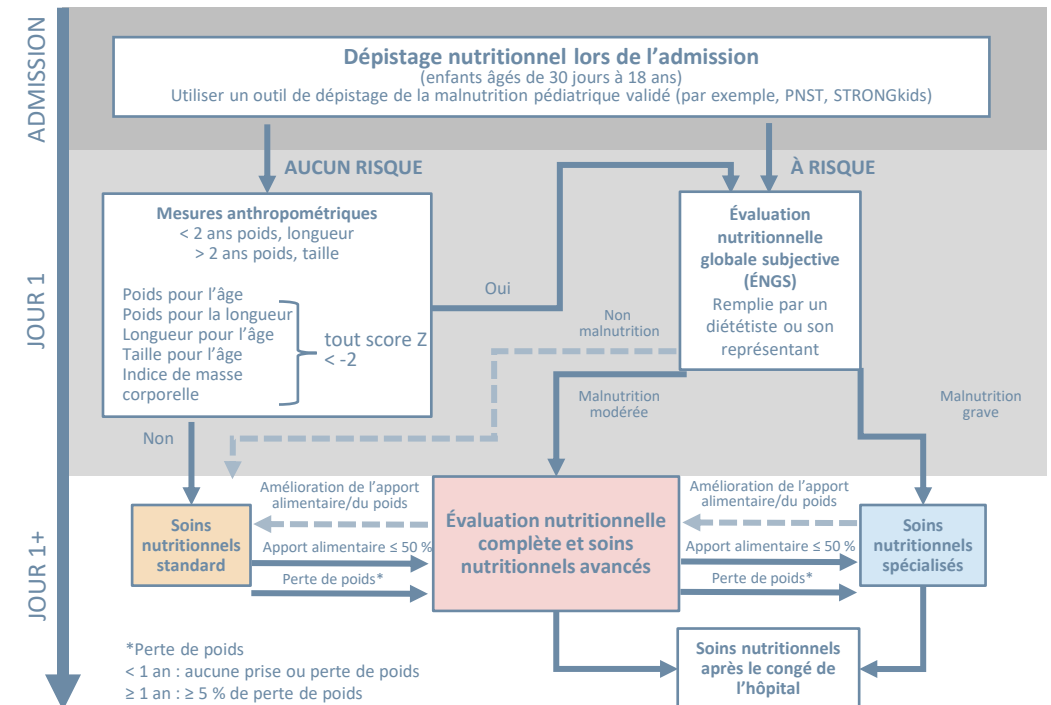 ADMISSION
Dépistage nutritionnel lors de l'admission
(enfants âgés de 30 jours à 18 ans)
Utiliser un outil de dépistage de la malnutrition pédiatrique validé (par exemple, PNST, STRONGkids)
AUCUN RISQUE
À RISQUE
JOUR 1
Mesures anthropométriques
< 2 ans poids, longueur
> 2 ans poids, taille
Poids pour l'âge
Poids pour la longueur
Longueur pour l'âge
Taille pour l'âge
Indice de masse
corporelle
tout score Z
< -2
Oui
Évaluation
nutritionnelle
globale subjective
(ÉNGS)
Remplie par un
diététiste ou son
représentant
Non
malnutrition
Malnutrition
modérée
Malnutrition
grave
Non
JOUR 1+
Soins
nutritionnels
standard
Amélioration de l'apport
alimentaire/du poids
Apport alimentaire ≤ 50 %
Perte de poids*
Évaluation nutritionnelle
complète et soins
nutritionnels avancés
Amélioration de l'apport
alimentaire/du poids
Apport alimentaire ≤ 50 %
Perte de poids*
Soins
nutritionnels
spécialisés
Soins nutritionnels
après le congé de
l'hôpital
*Perte de poids
< 1 an : aucune prise ou perte de poids
≥ 1 an : ≥ 5 % de perte de poids